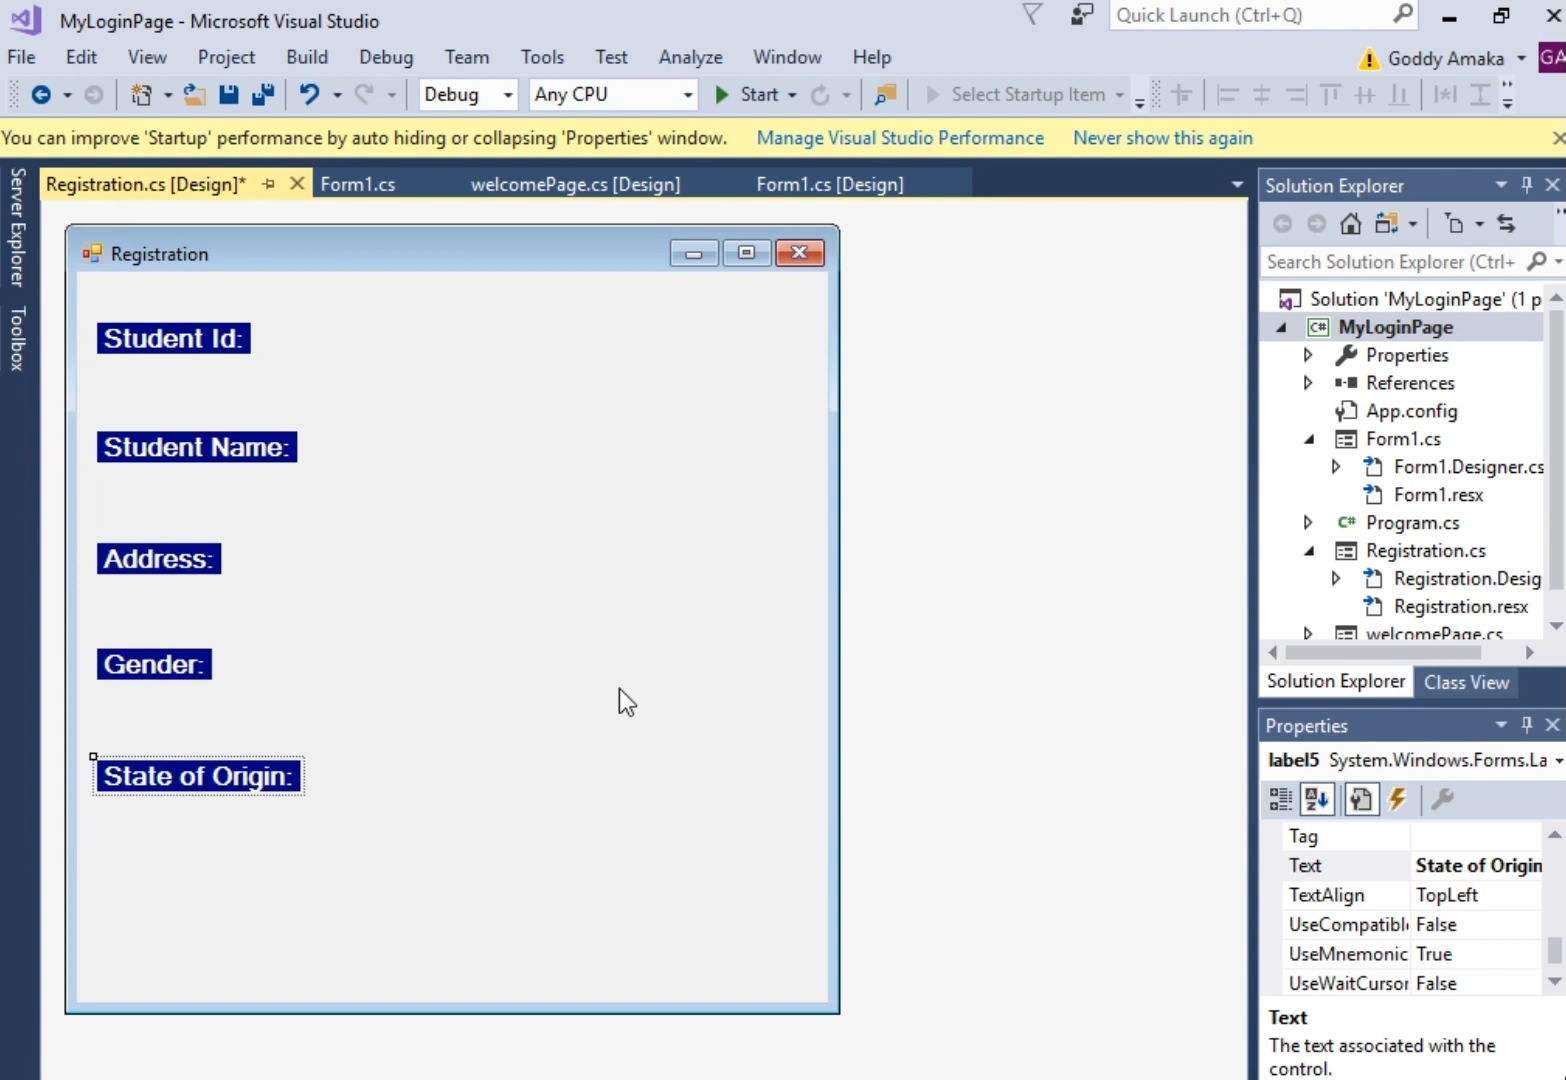 MyLoginPage - Microsoft Visual Studio
Quick Launch (Ctrl+Q)
File Edit View Project Build Debug Team Tools Test Analyze Window Help
Goddy Amaka
GA
Debug Any CPU Start Select Startup Item
You can improve 'Startup' performance by auto hiding or collapsing 'Properties' window. Manage Visual Studio Performance Never show this again
Server Explorer
Toolbox
Registration.cs [Design]* Form1.cs welcomePage.cs [Design] Form1.cs [Design]
Registration
Student Id:
Student Name:
Address:
Gender:
State of Origin:
Solution Explorer
Search Solution Explorer (Ctrl+
Solution 'MyLoginPage' (1 p
C# MyLoginPage
Properties
References
App.config
Form1.cs
Form1.Designer.cs
Form1.resx
C# Program.cs
Registration.cs
Registration.Desig
Registration.resx
welcomePage.cs
Solution Explorer Class View
Properties
label5 System.Windows.Forms.La
Tag
Text State of Origin
TextAlign TopLeft
UseCompatibl False
UseMnemonic True
UseWaitCursor False
Text
The text associated with the
control.